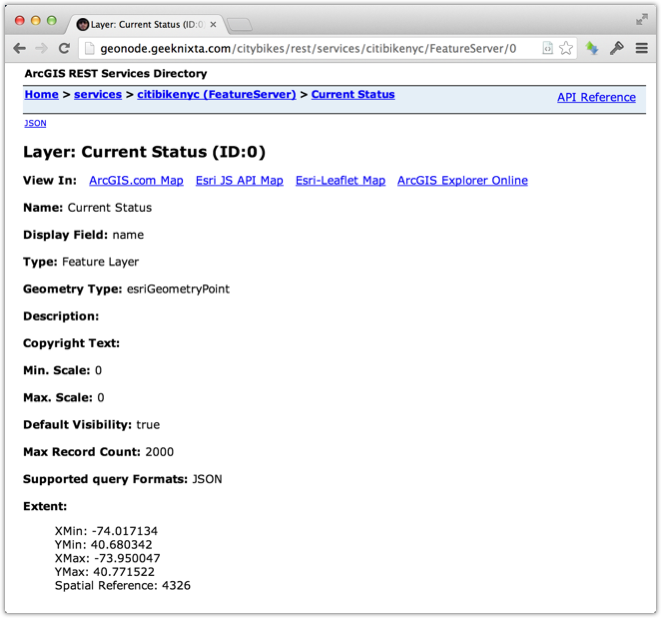 Layer: Current Status (ID:0
geonode.geeknixta.com/citybikes/rest/services/citibikenyc/FeatureServer/0
ArcGIS REST Services Directory
Home > services > citibikenyc (FeatureServer) > Current Status
API Reference
JSON
Layer: Current Status (ID:0)
View In: ArcGIS.com Map Esri JS API Map Esri-Leaflet Map ArcGIS Explorer Online
Name: Current Status
Display Field: name
Type: Feature Layer
Geometry Type: esriGeometryPoint
Description:
Copyright Text:
Min. Scale: 0
Max. Scale: 0
Default Visibility: true
Max Record Count: 2000
Supported query Formats: JSON
Extent:
XMin: -74.017134
YMin: 40.680342
XMax: -73.950047
YMax: 40.771522
Spatial Reference: 4326